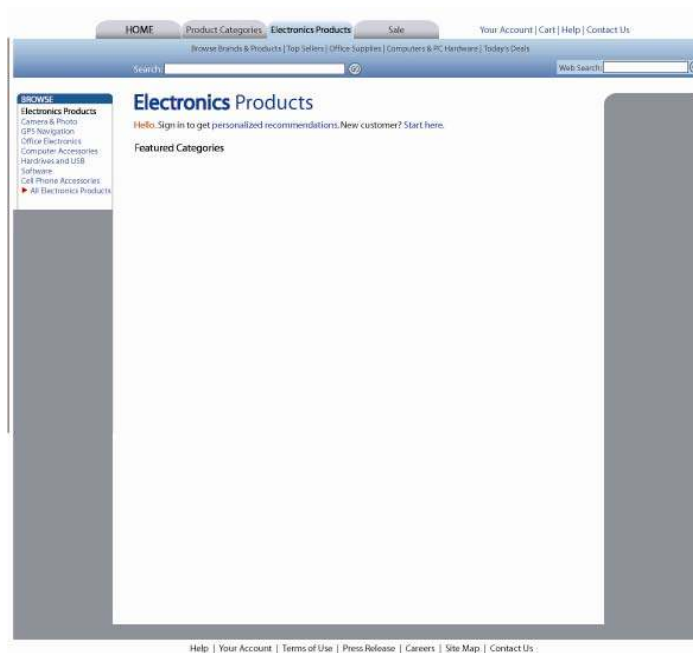 HOME Product Categories Electronics Products Sale Your Account | Cart | Help | Contact Us
Browse Brands & Products | Top Sellers | Office Supplies | Computers & PC Hardware | Today's Deals
Search: GO Web Search:
BROWSE
Electronics Products
Camera & Photo
GPS Navigation
Office Electronics
Computer Accessories
Hardrives and USB
Software
Cell Phone Accessories
All Electronics Products
Electronics Products
Hello. Sign in to get personalized recommendations. New customer? Start here.
Featured Categories
Help | Your Account | Terms of Use | Press Release | Careers | Site Map | Contact Us